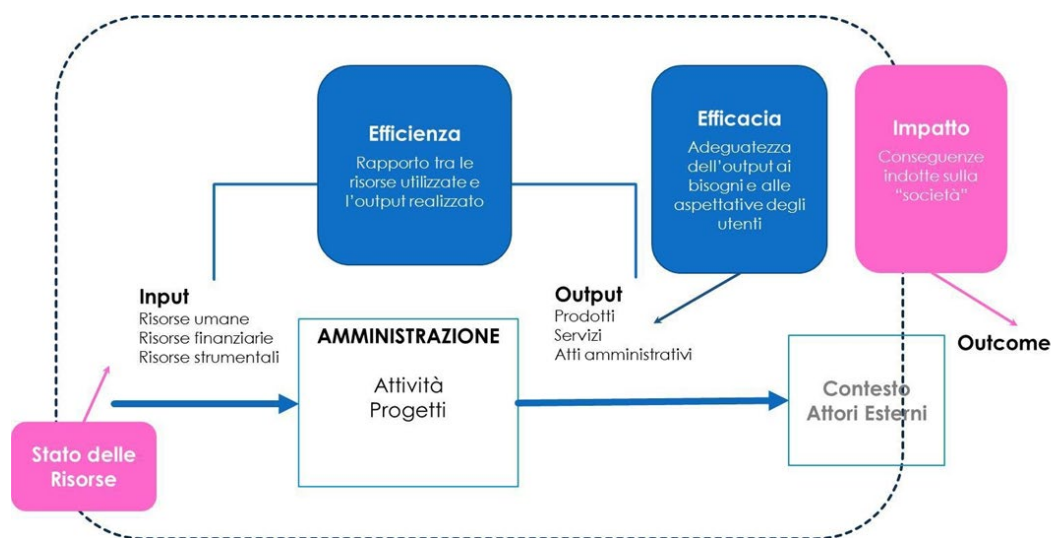 Efficienza
Rapporto tra le
risorse utilizzate e
l'output realizzato
Efficacia
Adeguatezza
dell'output ai
bisogni e alle
aspettative degli
utenti
Impatto
Conseguenze
indotte sulla
"società"
Input
Risorse umane
Risorse finanziarie
Risorse strumentali
AMMINISTRAZIONE
Attività
Progetti
Output
Prodotti
Servizi
Atti amministrativi
Outcome
Contesto
Attori Esterni
Stato delle
Risorse